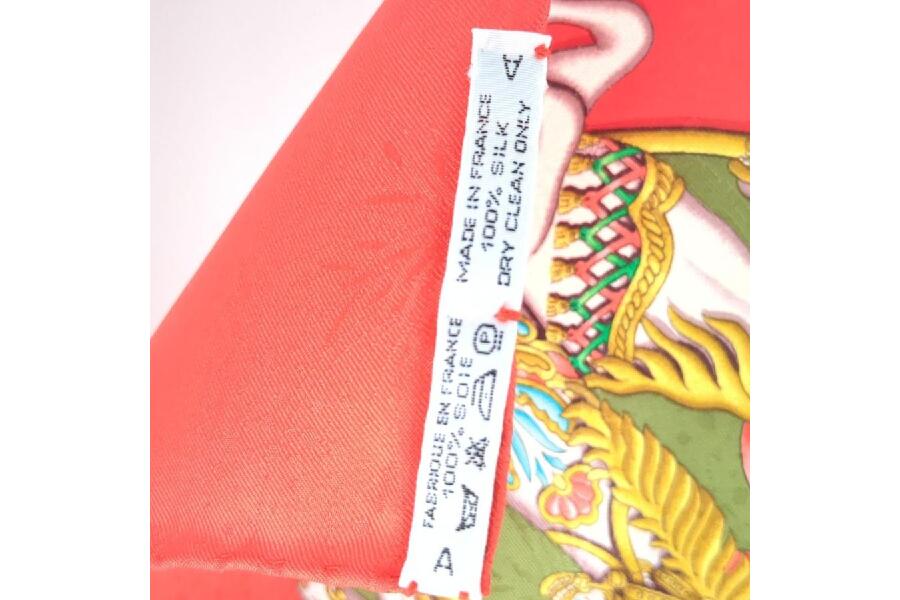 A
MADE IN FRANCE
100% SILK
DRY CLEAN ONLY
FABRIQUE EN FRANCE
100% SOIE
P
A